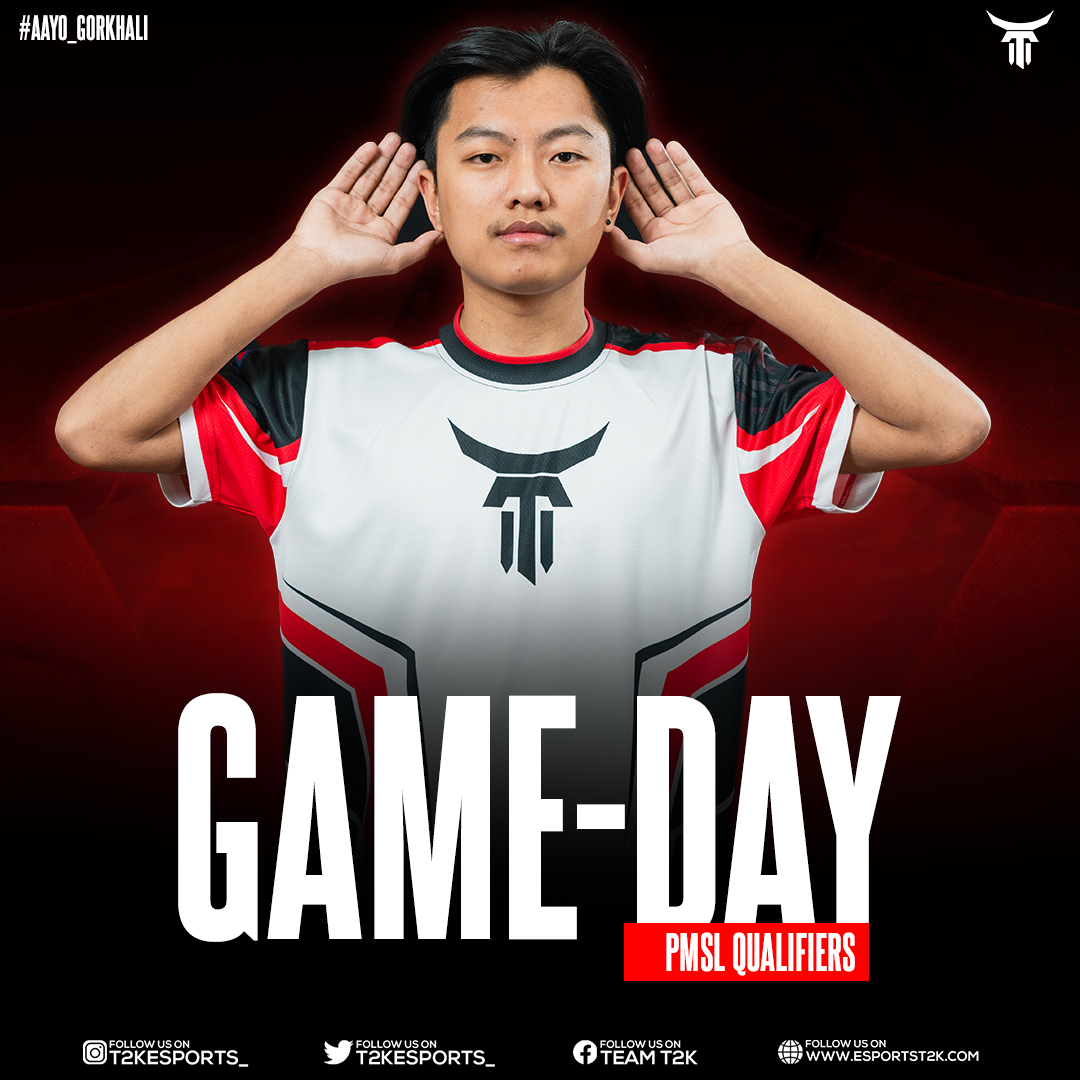 #AAYO_GORKHALI
GAME-DAY
PMSL QUALIFIERS
FOLLOW US ON
T2KESPORTS_
FOLLOW US ON
T2KESPORTS_
FOLLOW US ON
TEAM T2K
FOLLOW US ON
WWW.ESPORTST2K.COM